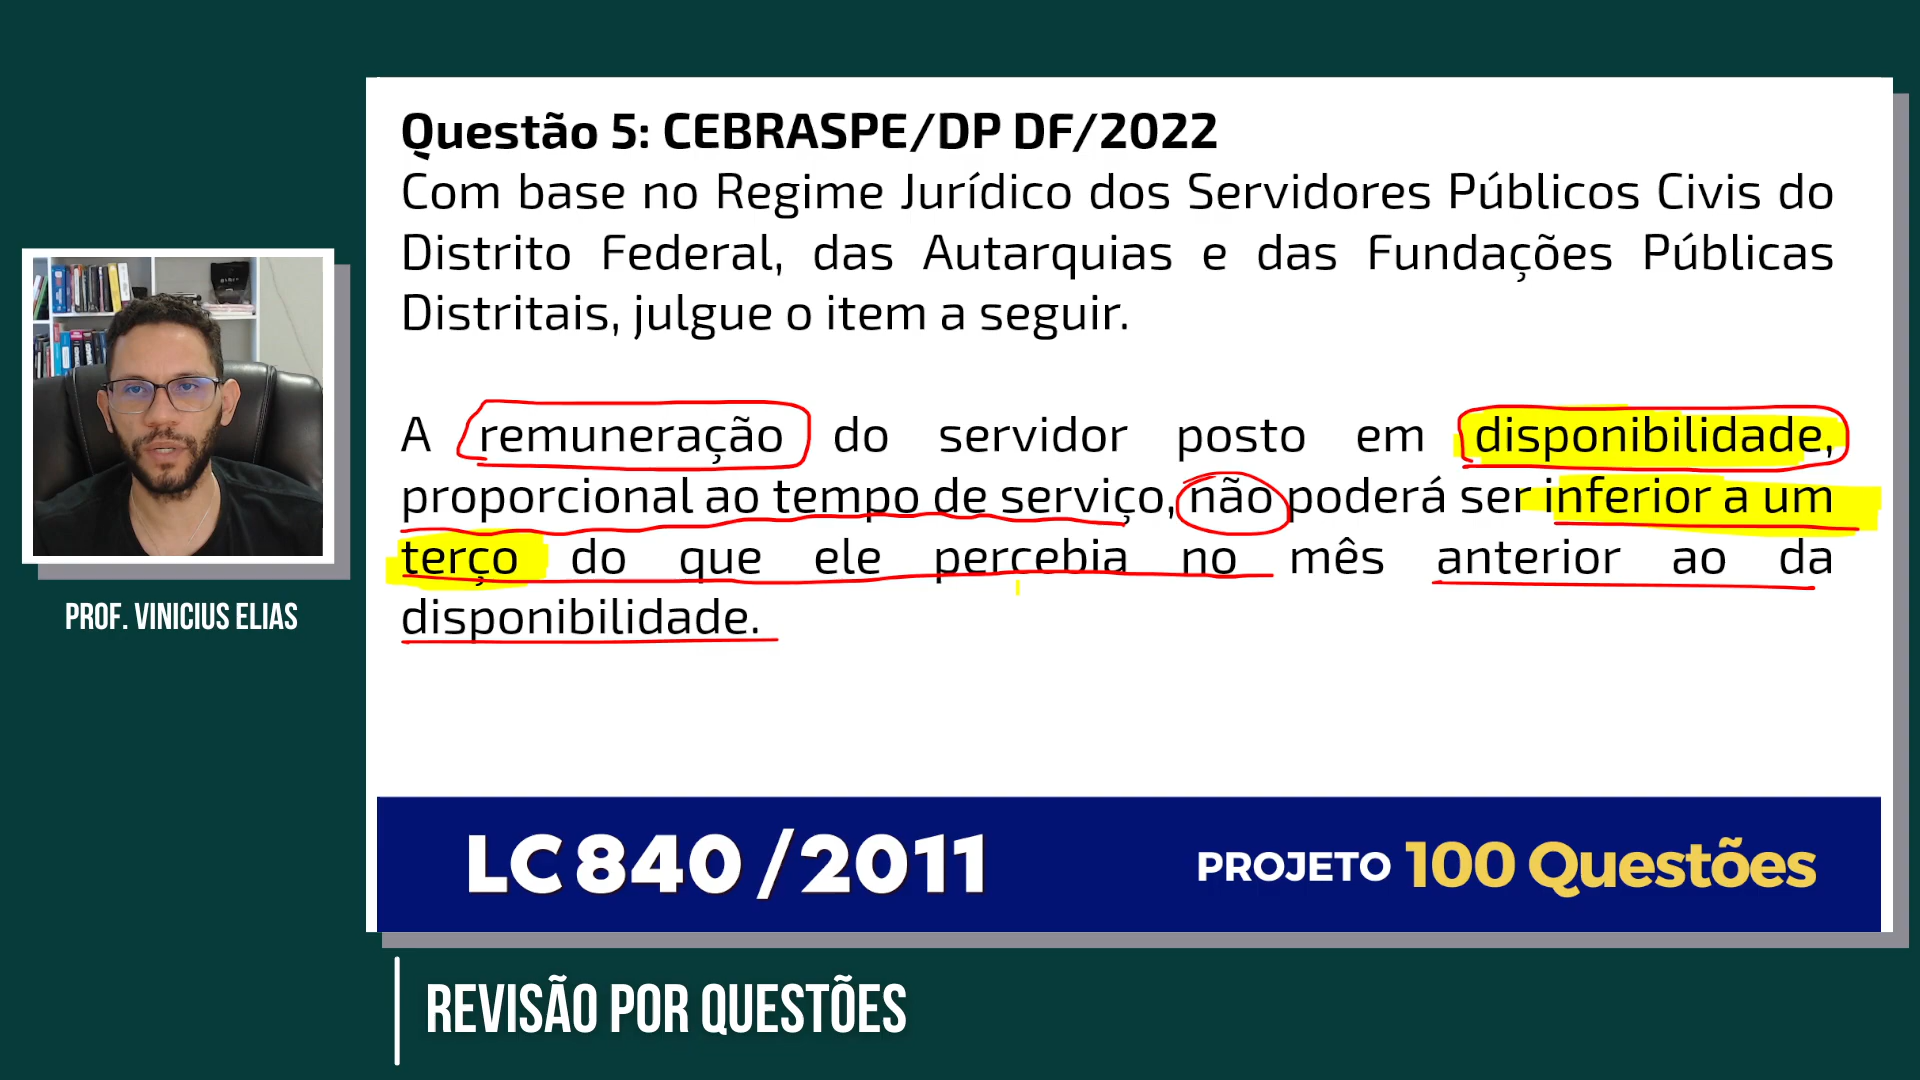 Questão 5: CEBRASPE/DP DF/2022
Com base no Regime Jurídico dos Servidores Públicos Civis do
Distrito Federal, das Autarquias e das Fundações Públicas
Distritais, julgue o item a seguir.
A remuneração do servidor posto em disponibilidade,
proporcional ao tempo de serviço, não poderá ser inferior a um
terço do que ele percebia no mês anterior ao da
disponibilidade.
PROF. VINICIUS ELIAS
LC 840 /2011
PROJETO 100 Questões
REVISÃO POR QUESTÕES